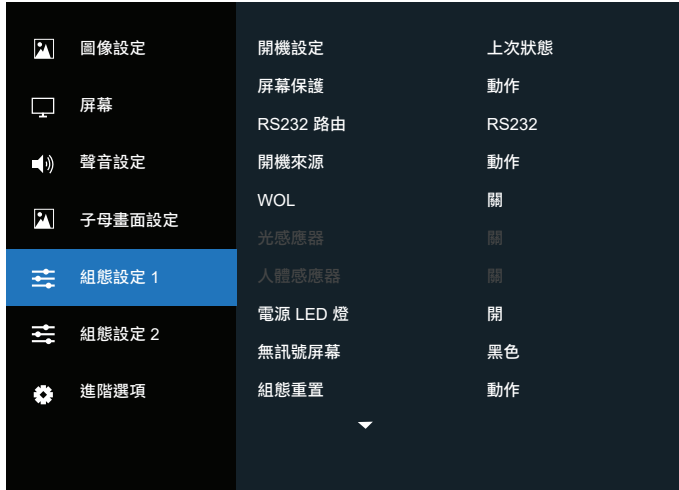 圖像設定
屏幕
聲音設定
子母畫面設定
組態設定 1
組態設定 2
進階選項
開機設定 上次狀態
屏幕保護 動作
RS232 路由 RS232
開機來源 動作
WOL 關
光感應器 關
人體感應器 關
電源 LED 燈 開
無訊號屏幕 黑色
組態重置 動作